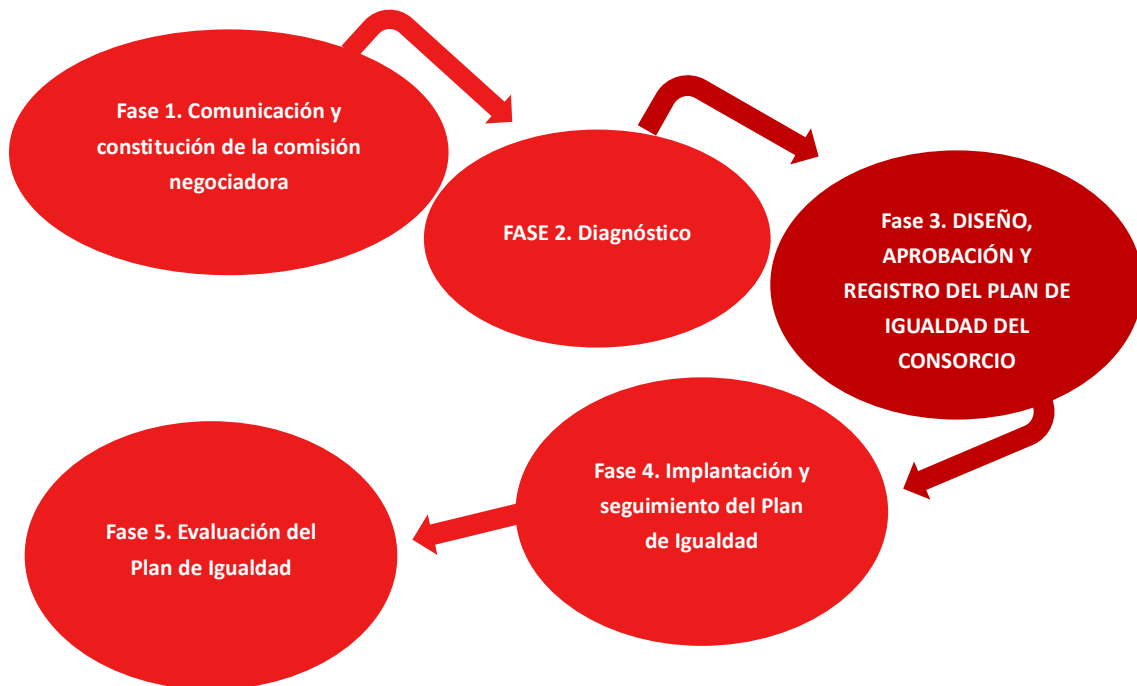 Fase 1. Comunicación y
constitución de la comisión
negociadora
FASE 2. Diagnóstico
Fase 3. DISEÑO,
APROBACIÓN Y
REGISTRO DEL PLAN DE
IGUALDAD DEL
CONSORCIO
Fase 4. Implantación y
seguimiento del Plan
de Igualdad
Fase 5. Evaluación del
Plan de Igualdad